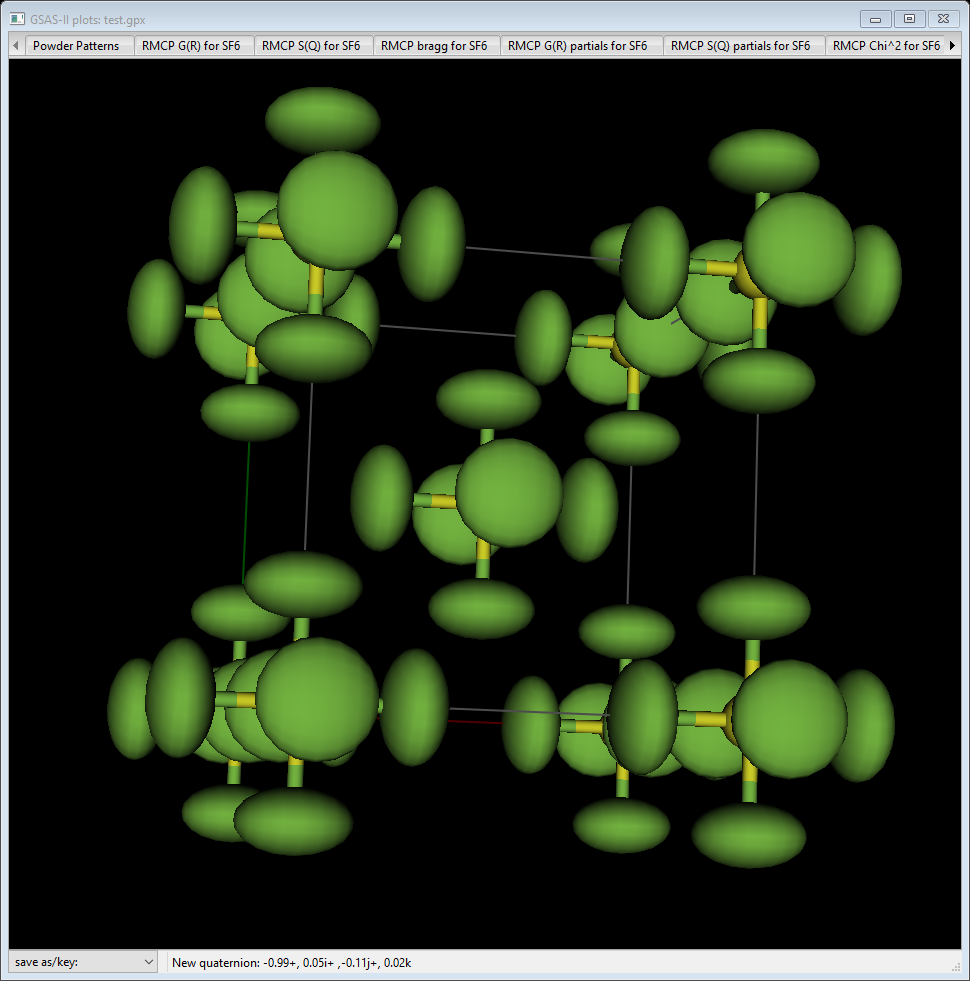 GSAS-II plots: test.gpx
Powder Patterns RMCP G(R) for SF6 RMCP S(Q) for SF6 RMCP bragg for SF6 RMCP G(R) partials for SF6 RMCP S(Q) partials for SF6 RMCP Chi^2 for SF6
save as/key: New quaternion: -0.99+, 0.05i+ ,-0.11j+, 0.02k